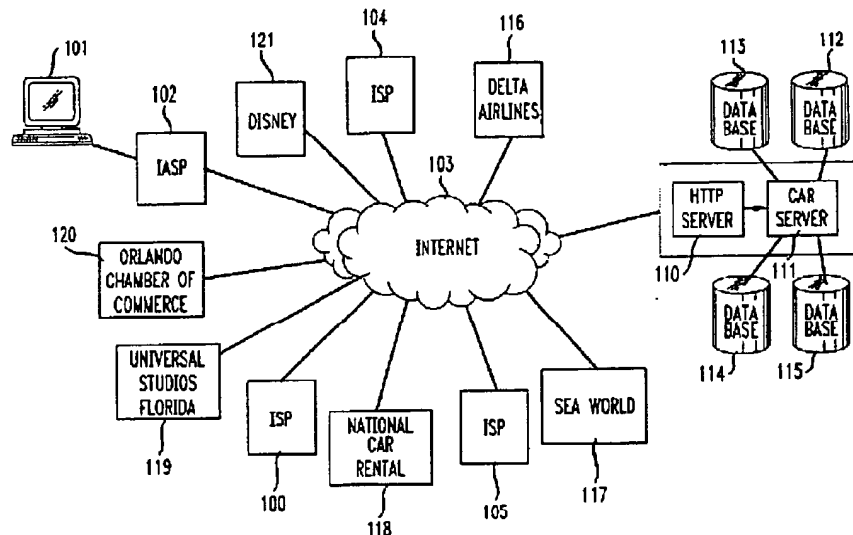 101
102
IASP
121
DISNEY
104
ISP
116
DELTA
AIRLINES
113
DATA
BASE
112
DATA
BASE
103
INTERNET
HTTP
SERVER
110
CAR
SERVER
111
120
ORLANDO
CHAMBER OF
COMMERCE
UNIVERSAL
STUDIOS
FLORIDA
119
ISP
100
NATIONAL
CAR
RENTAL
118
ISP
105
SEA WORLD
117
DATA
BASE
114
DATA
BASE
115